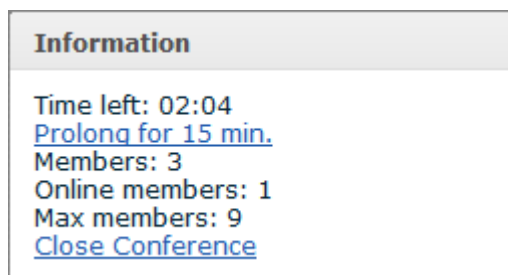 Information
Time left: 02:04
Prolong for 15 min.
Members: 3
Online members: 1
Max members: 9
Close Conference